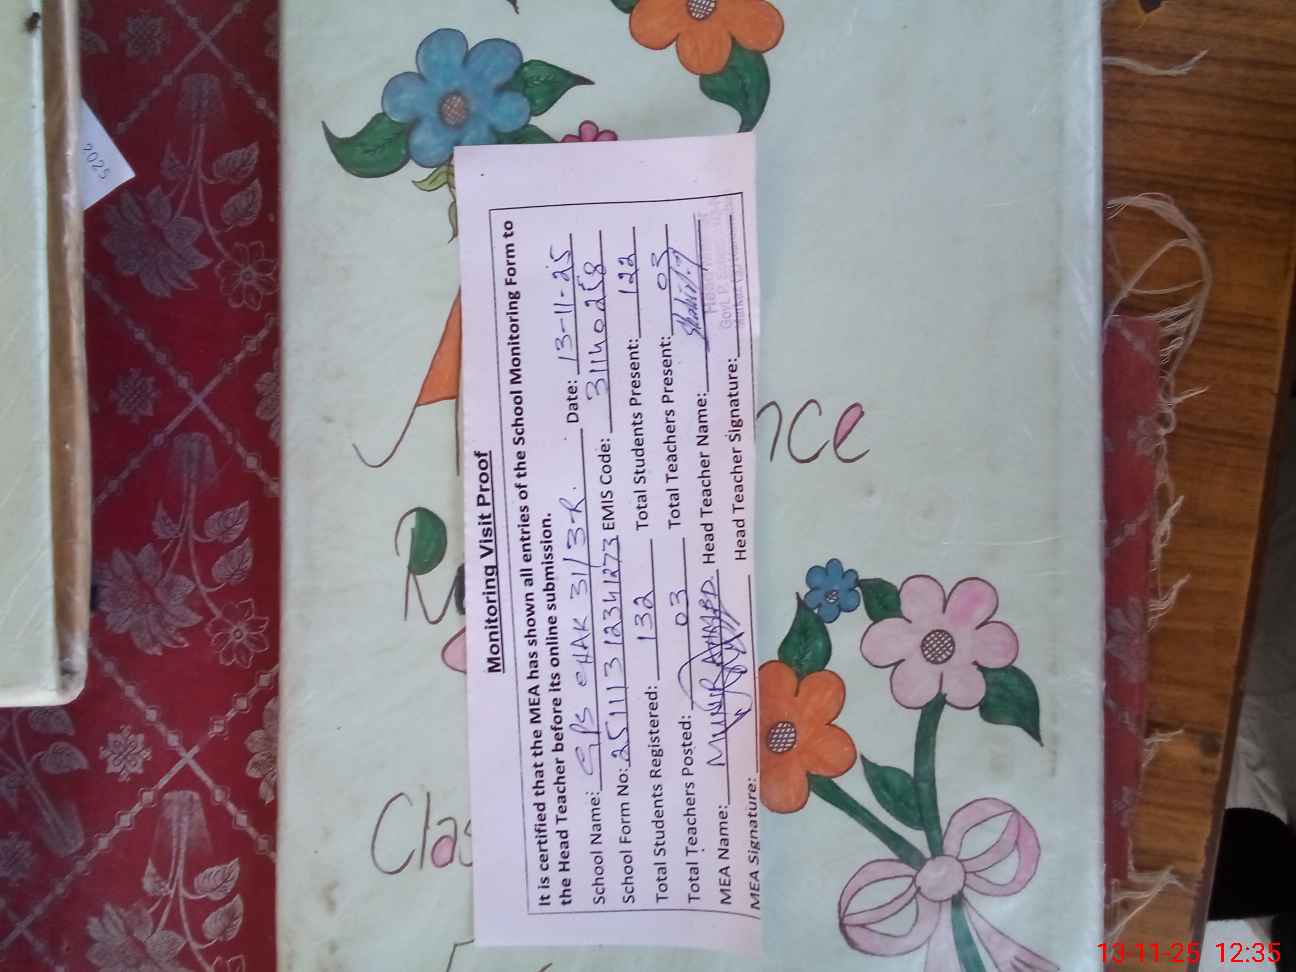 Monitoring Visit Proof
It is certified that the MEA has shown all entries of the School Monitoring Form to
the Head Teacher before its online submission.
School Name: GPS CHAK 31/3-R. Date: 13-11-25
School Form No: 25111312341273 EMIS Code: 31140258
Total Students Registered: 132 Total Students Present: 122
Total Teachers Posted: 03 Total Teachers Present: 03
MEA Name: MUNIR AHMAD. Head Teacher Name:
MEA Signature: Head Teacher Signature:
Govt. P.
nce
Clas
2025
13-11-25 12:35